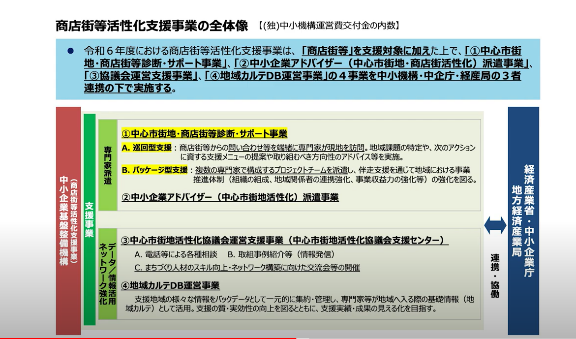 商店街等活性化支援事業の全体像 【(独)中小機構運営費交付金の内数】
● 令和６年度における商店街等活性化支援事業は、「商店街等」を支援対象に加えた上で、「①中心市街
地・商店街等診断・サポート事業」、「②中小企業アドバイザー（中心市街地・商店街活性化）派遣事業」、
「③協議会運営支援事業」、「④地域カルテDB運営事業」の４事業を中小機構・中企庁・経産局の３者
連携の下で実施する。
中小企業基盤整備機構
（商店街等活性化支援事業）
支援事業
専門家派遣
①中心市街地・商店街等診断・サポート事業
A. 巡回型支援：商店街等からの問い合わせ等を端緒に専門家が現地を訪問。地域課題の特定や、次のアクション
に資する支援メニューの提案や取り組むべき方向性のアドバイス等を実施。
B. パッケージ型支援：複数の専門家で構成するプロジェクトチームを派遣し、伴走支援を通じて地域における事業
推進体制（組織の組成、地域関係者の連携強化、事業収益力の強化等）の強化を図る。
②中小企業アドバイザー（中心市街地活性化）派遣事業
データ/情報活用
ネットワーク強化
③中心市街地活性化協議会運営支援事業（中心市街地活性化協議会支援センター）
A. 電話等による各種相談　B. 取組事例紹介等（情報発信）
C. まちづくり人材のスキル向上・ネットワーク構築に向けた交流会等の開催
④地域カルテDB運営事業
支援地域の様々な情報をバックデータとして一元的に集約・管理し、専門家等が地域へ入る際の基礎情報（地
域カルテ）として活用。支援の質・実効性の向上を図るとともに、支援実績・成果の見える化を目指す。
連携・協働
経済産業省・中小企業庁
地方経済産業局